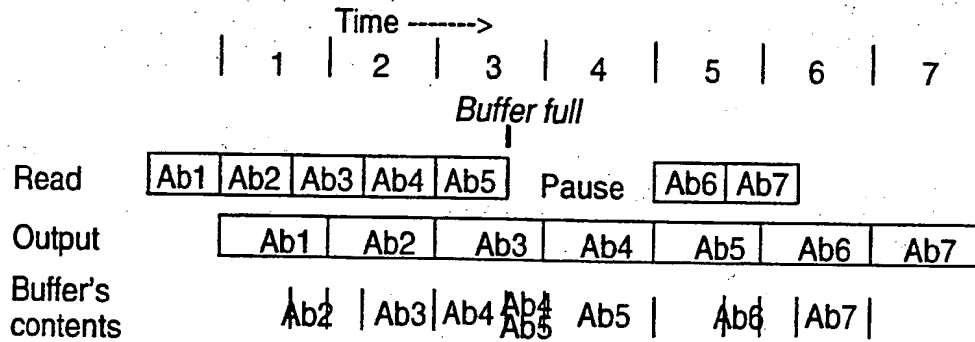 Time ------->
1 2 3 4 5 6 7
Buffer full
Read Ab1 Ab2 Ab3 Ab4 Ab5 Pause Ab6 Ab7
Output Ab1 Ab2 Ab3 Ab4 Ab5 Ab6 Ab7
Buffer's
contents Ab2 Ab3 Ab4 Ab4 Ab5 Ab5 Ab6 Ab7